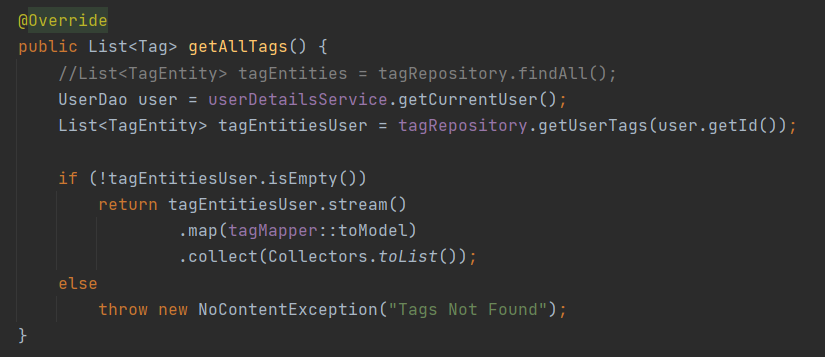 @Override
public List<Tag> getAllTags() {
//List<TagEntity> tagEntities = tagRepository.findAll();
UserDao user = userDetailsService.getCurrentUser();
List<TagEntity> tagEntitiesUser = tagRepository.getUserTags(user.getId());
if (!tagEntitiesUser.isEmpty())
return tagEntitiesUser.stream()
.map(tagMapper::toModel)
.collect(Collectors.toList());
else
throw new NoContentException("Tags Not Found");
}